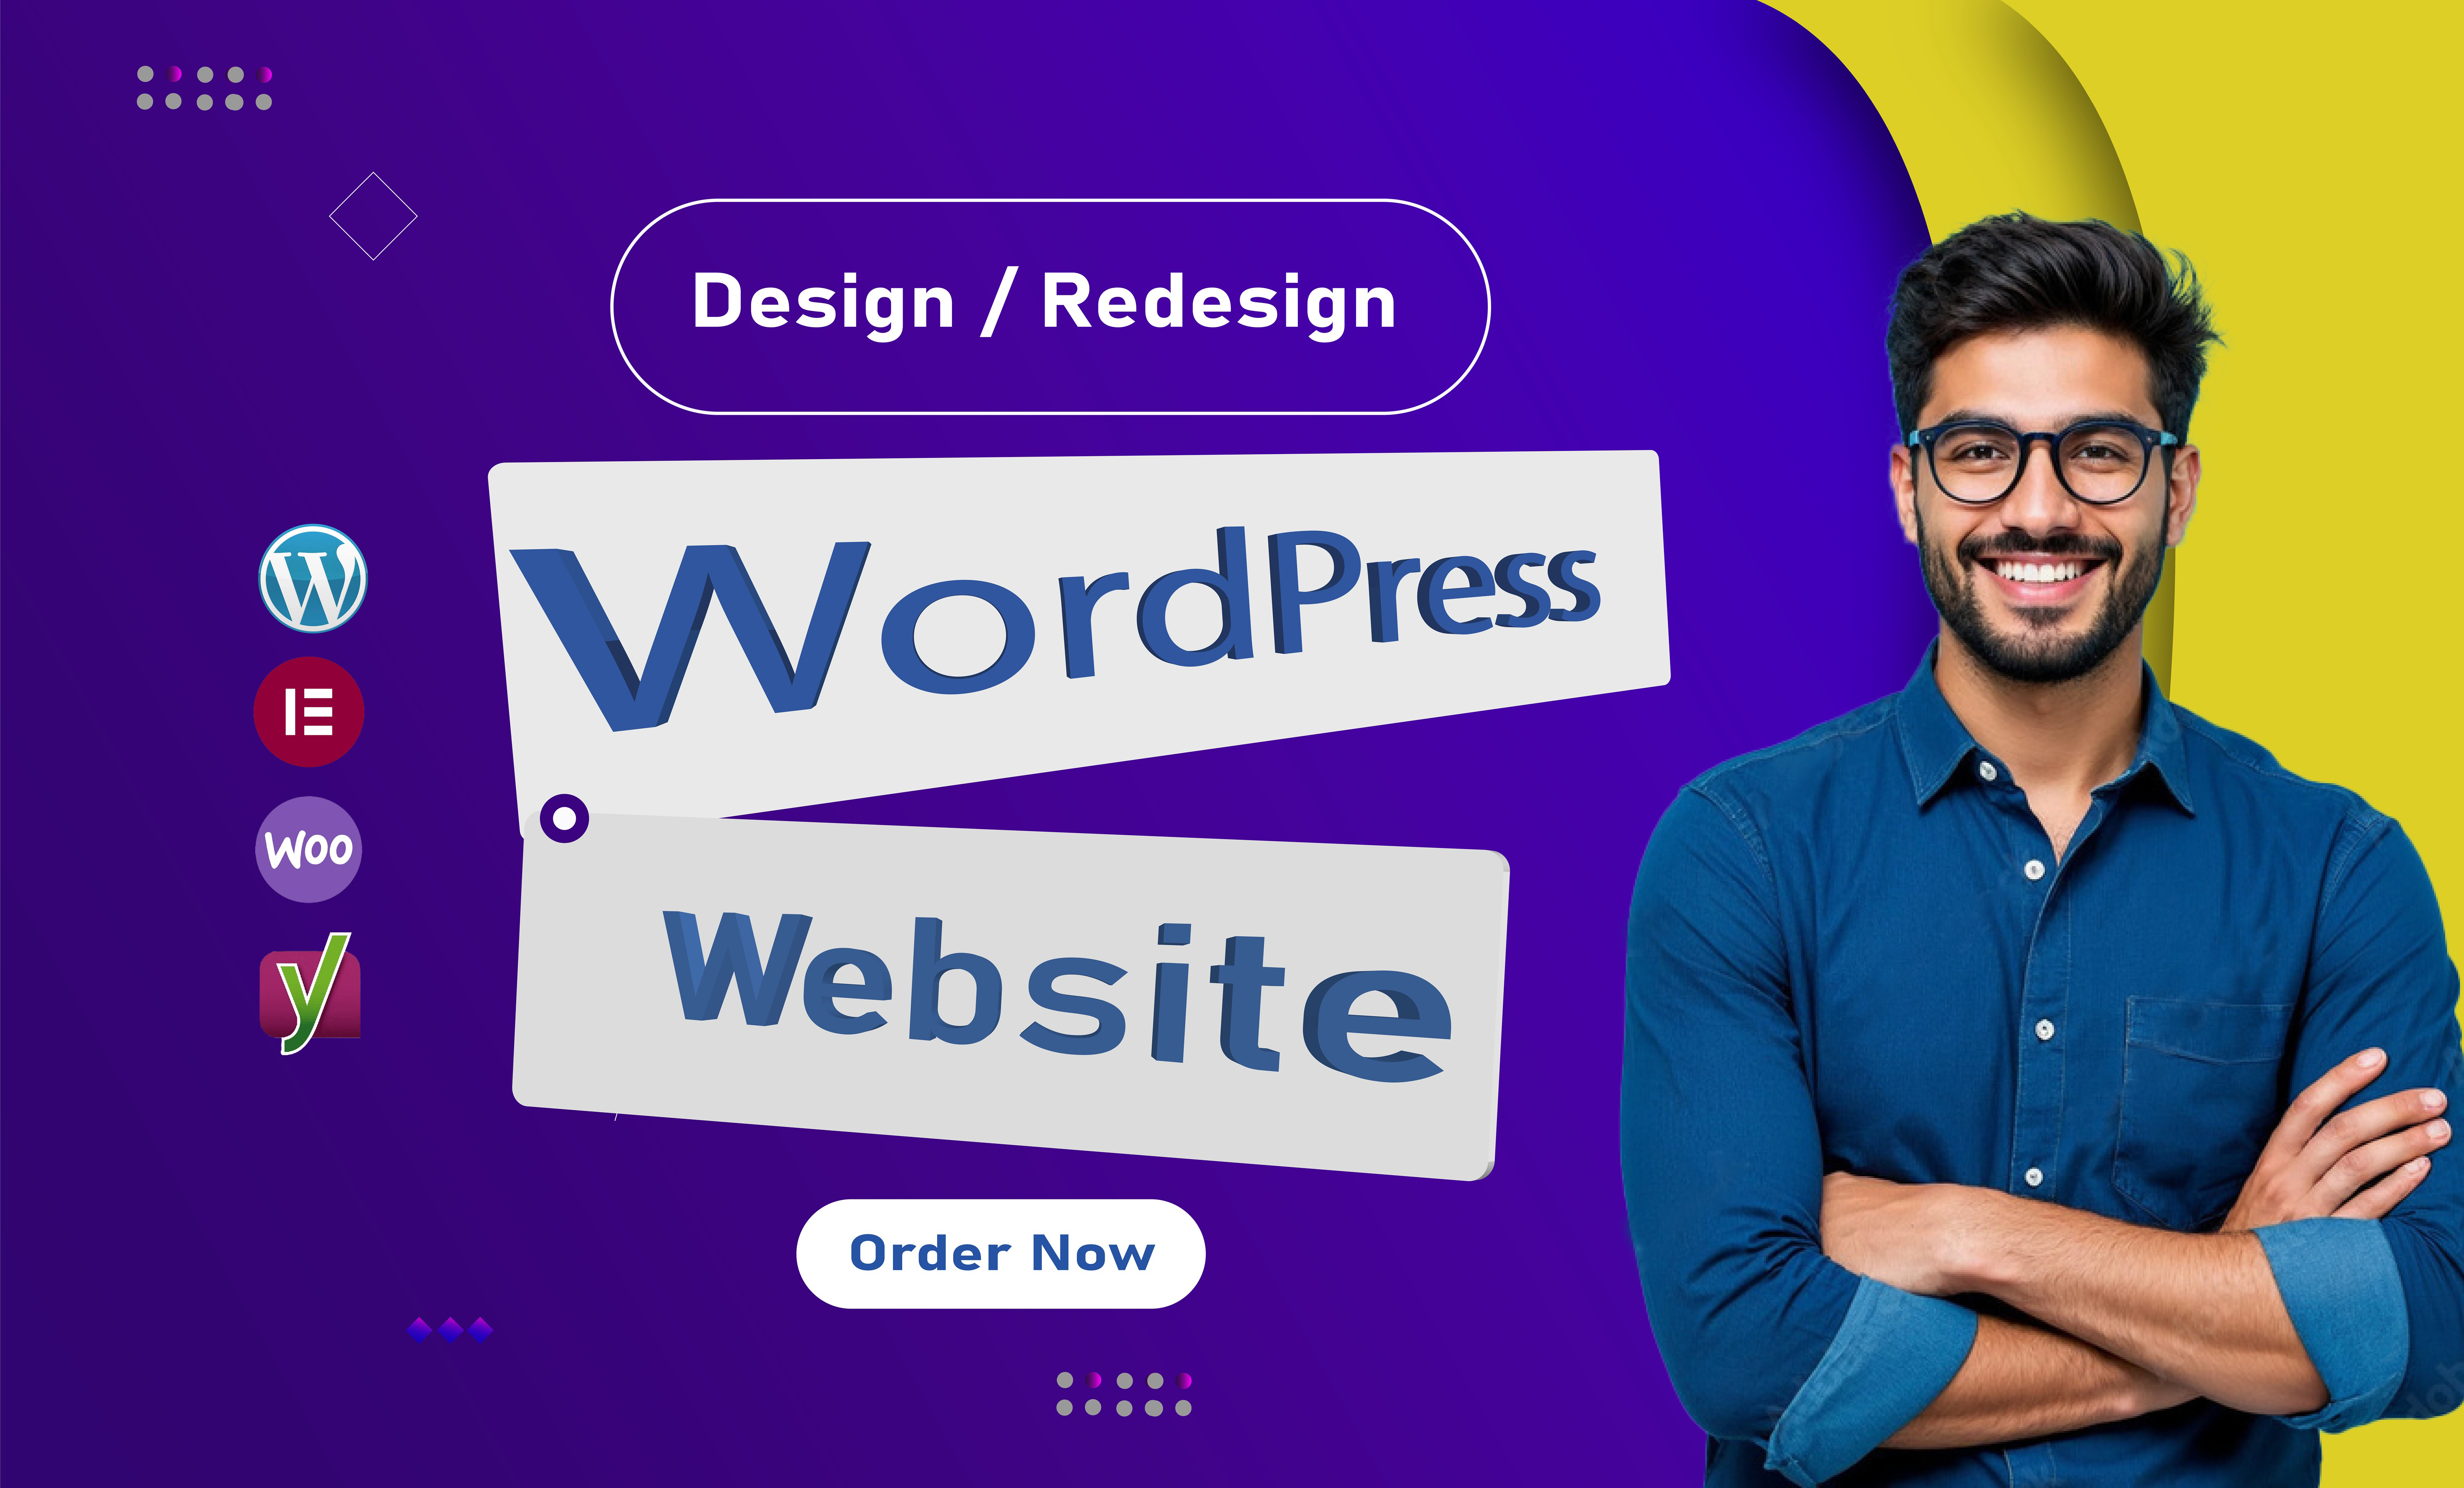 Design / Redesign
WordPress
Website
Woo
Order Now